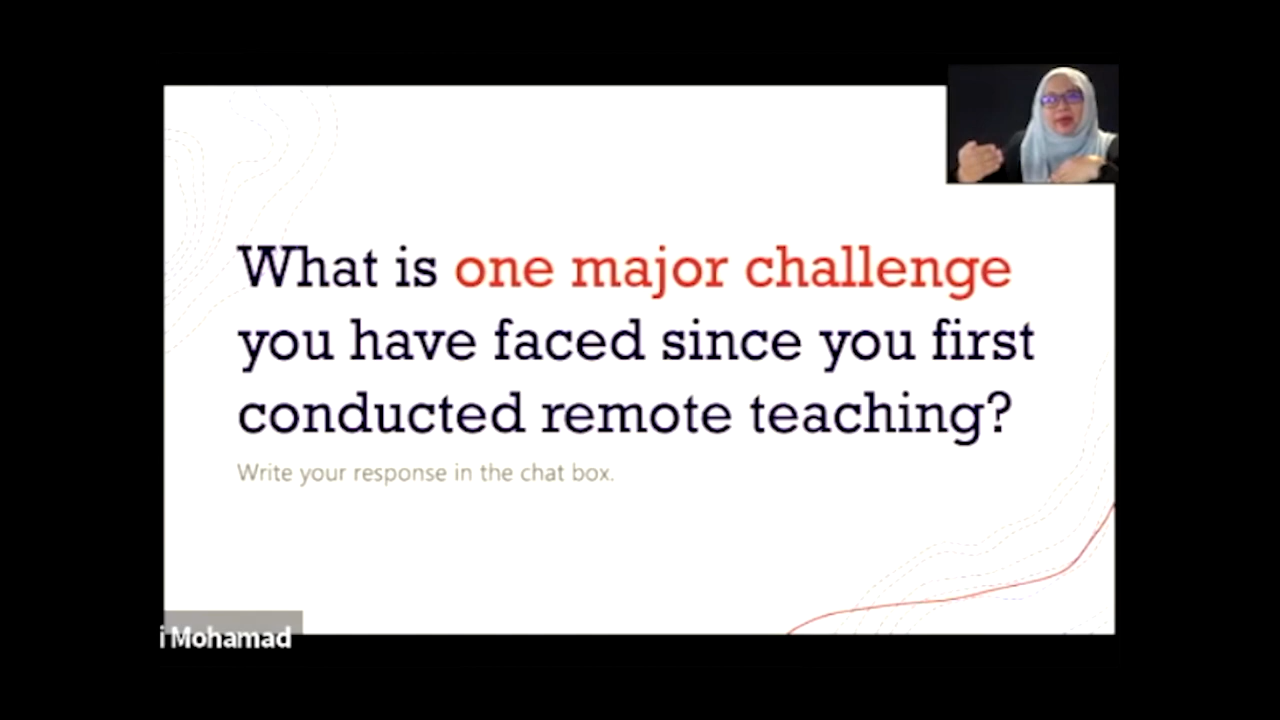 What is one major challenge
you have faced since you first
conducted remote teaching?
Write your response in the chat box.
i Mohamad